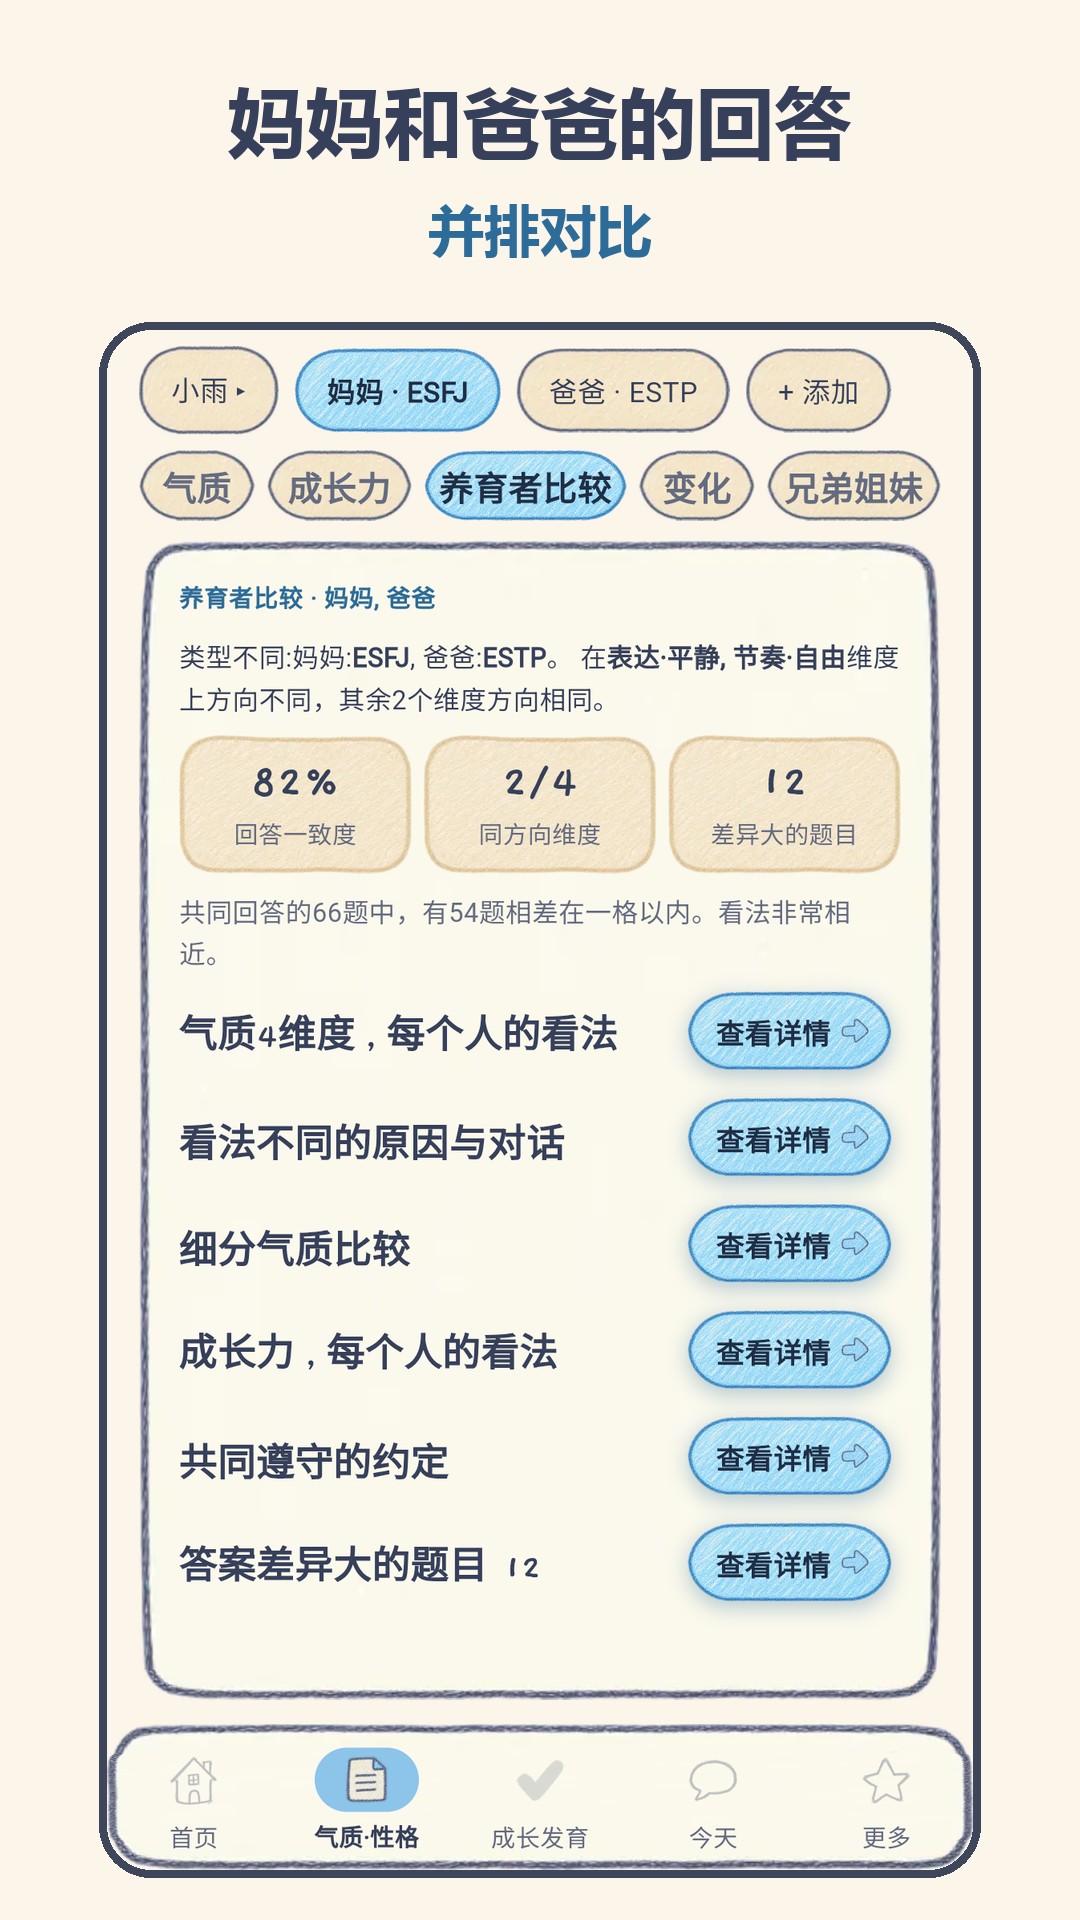 妈妈和爸爸的回答
并排对比
小雨 ▸ 妈妈 · ESFJ 爸爸 · ESTP + 添加
气质 成长力 养育者比较 变化 兄弟姐妹
养育者比较 · 妈妈, 爸爸
类型不同:妈妈:ESFJ, 爸爸:ESTP。 在表达·平静, 节奏·自由维度
上方向不同，其余2个维度方向相同。
82% 2/4 12
回答一致度 同方向维度 差异大的题目
共同回答的66题中，有54题相差在一格以内。看法非常相
近。
气质4维度 , 每个人的看法 查看详情
看法不同的原因与对话 查看详情
细分气质比较 查看详情
成长力 , 每个人的看法 查看详情
共同遵守的约定 查看详情
答案差异大的题目 12 查看详情
首页 气质·性格 成长发育 今天 更多